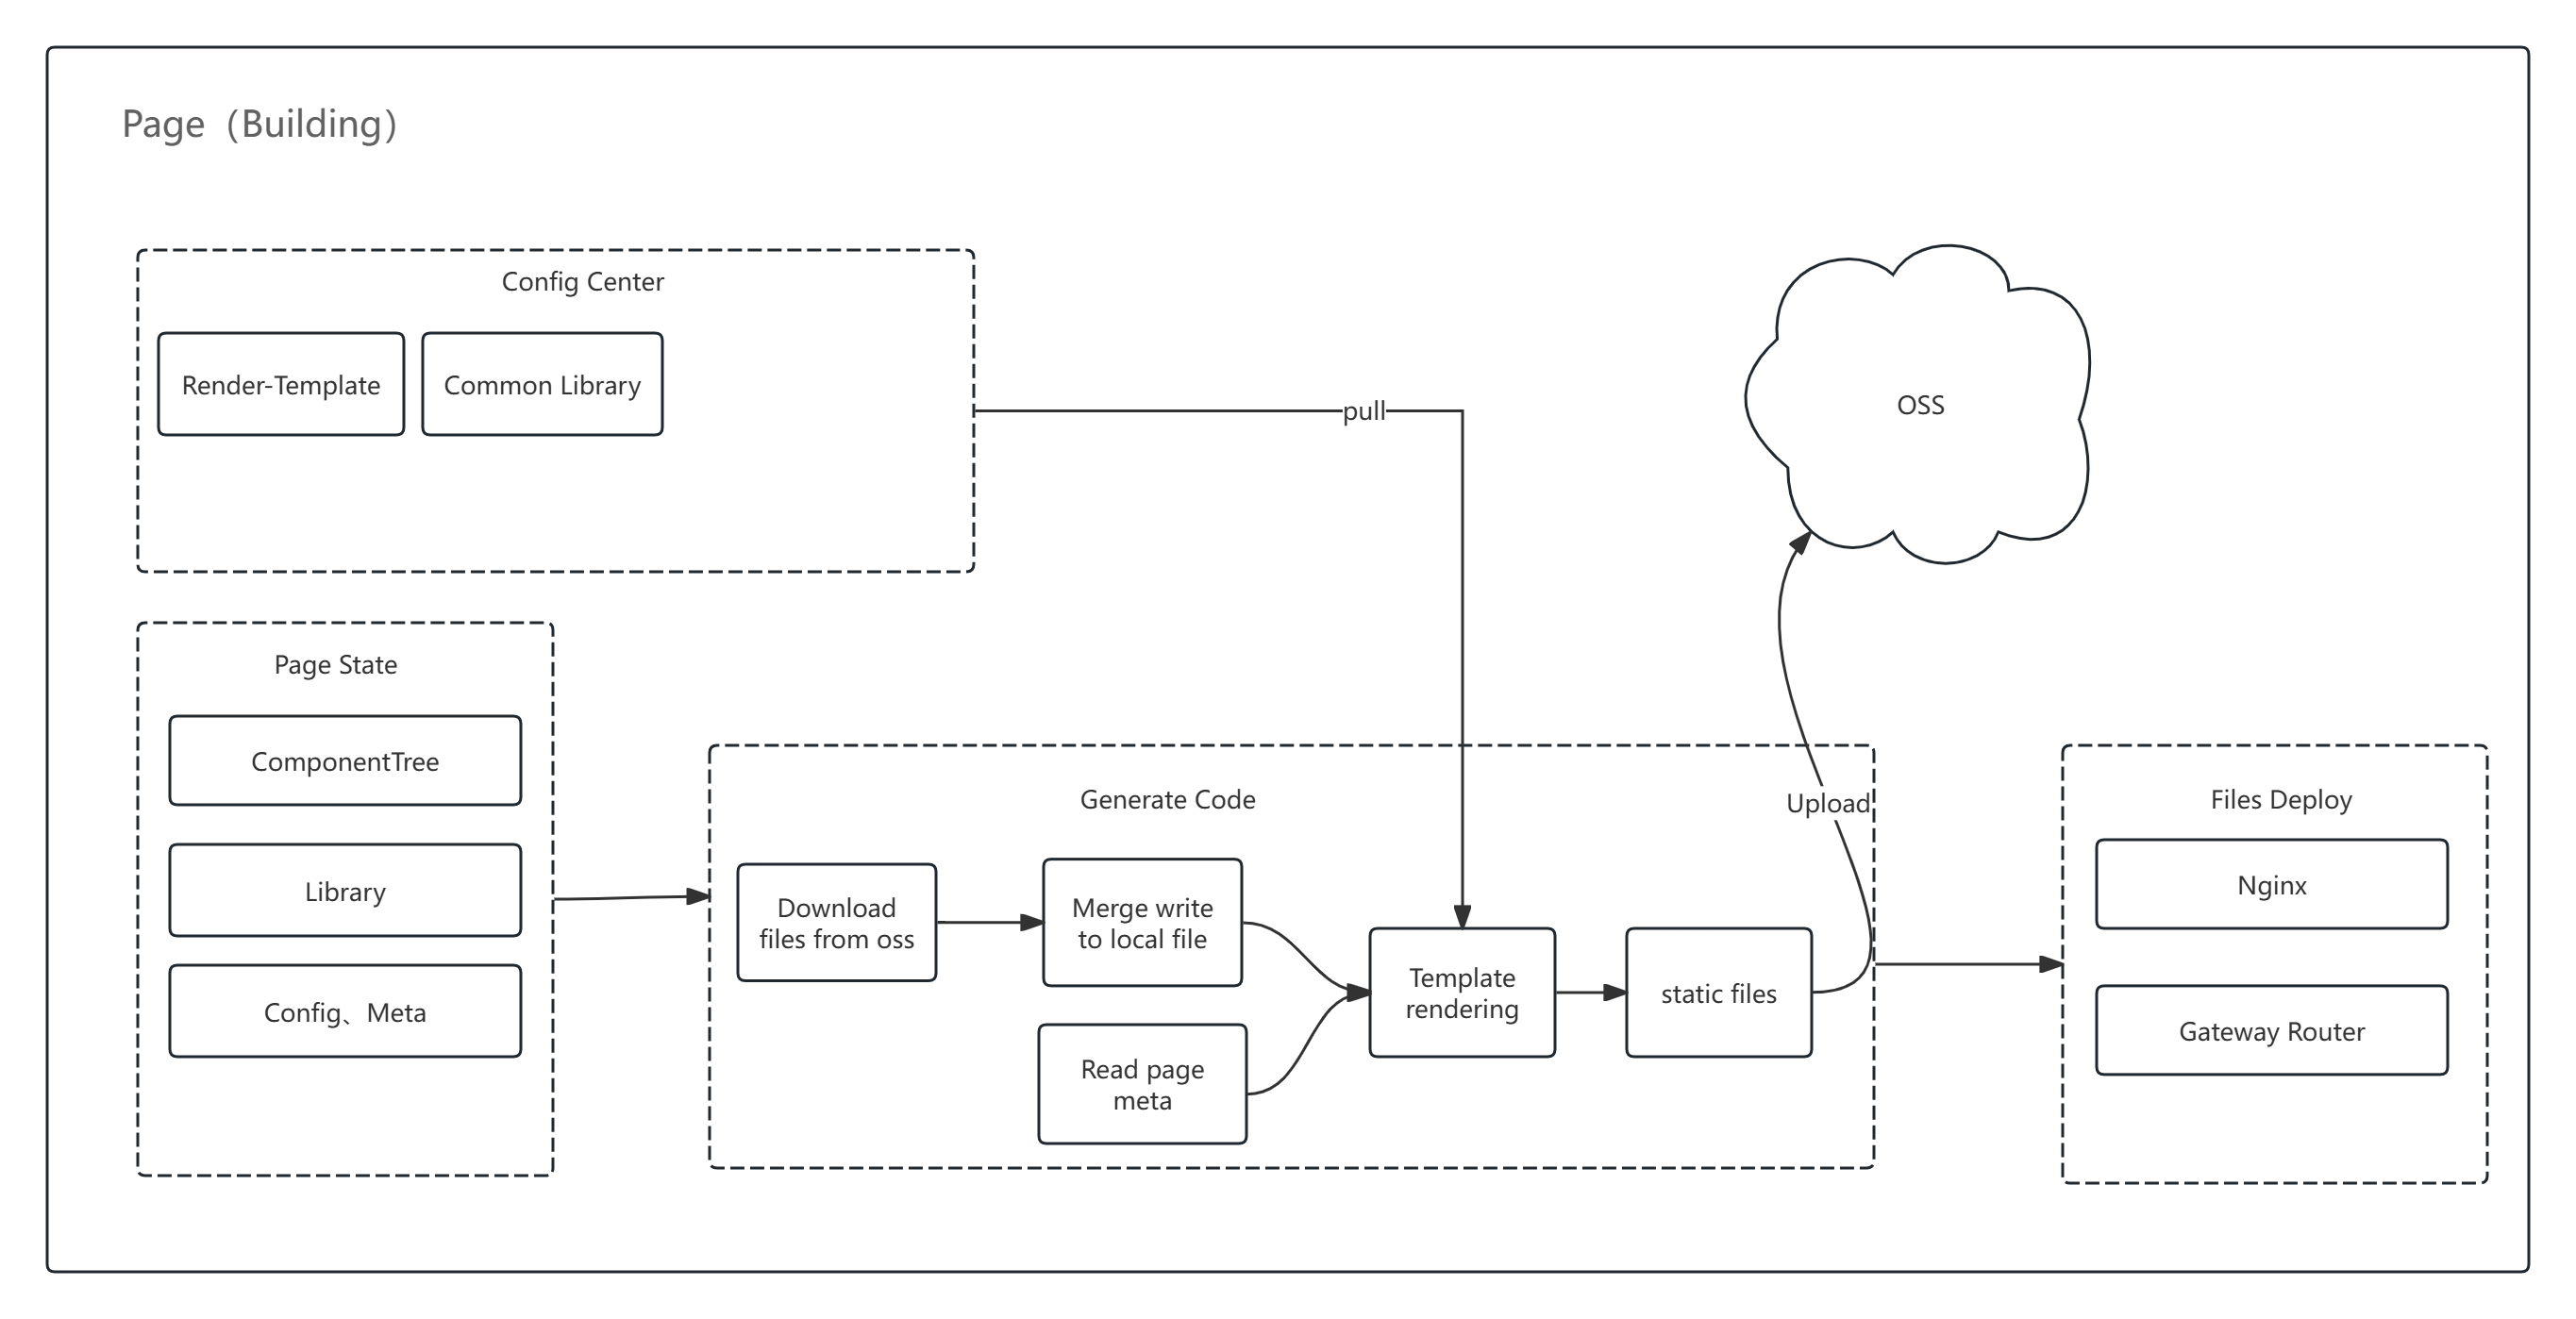 Page（Building）
Config Center
Render-Template
Common Library
pull
OSS
Page State
ComponentTree
Library
Config、Meta
Generate Code
Upload
Download
files from oss
Merge write
to local file
Read page
meta
Template
rendering
static files
Files Deploy
Nginx
Gateway Router